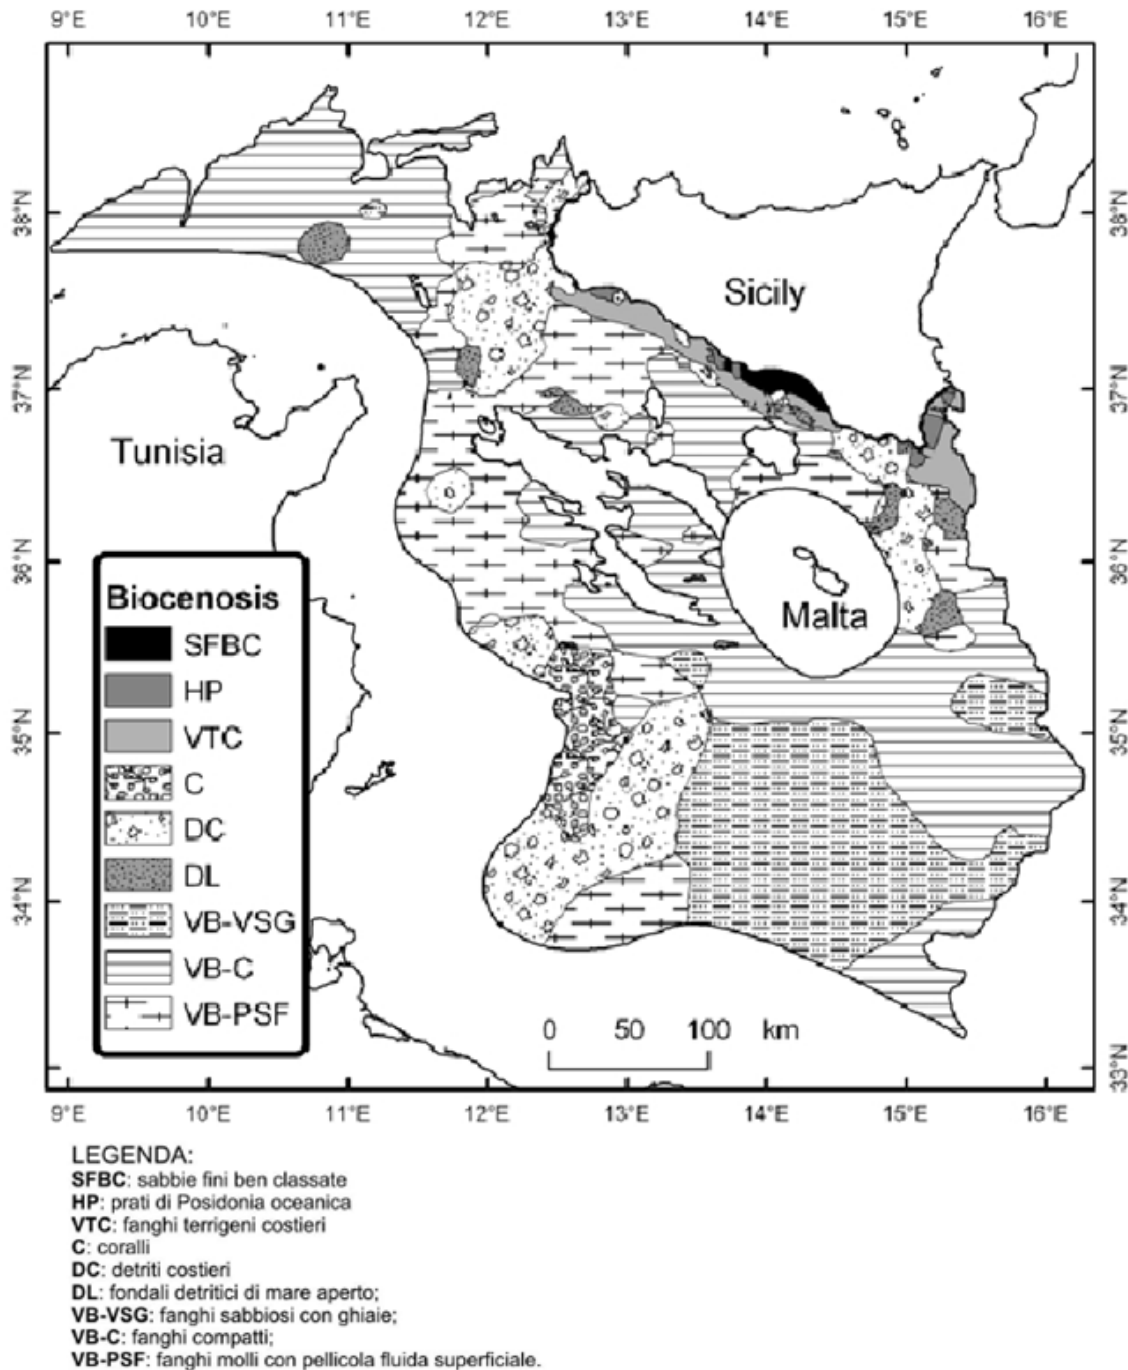 9°E 10°E 11°E 12°E 13°E 14°E 15°E 16°E
38°N 38°N
Sicily
37°N 37°N
Tunisia
36°N 36°N
Malta
35°N 35°N
34°N 34°N
33°N 33°N
Biocenosis
SFBC
HP
VTC
C
DC
DL
VB-VSG
VB-C
VB-PSF
0 50 100 km
9°E 10°E 11°E 12°E 13°E 14°E 15°E 16°E
LEGENDA:
SFBC: sabbie fini ben classate
HP: prati di Posidonia oceanica
VTC: fanghi terrigeni costieri
C: coralli
DC: detriti costieri
DL: fondali detritici di mare aperto;
VB-VSG: fanghi sabbiosi con ghiaie;
VB-C: fanghi compatti;
VB-PSF: fanghi molli con pellicola fluida superficiale.